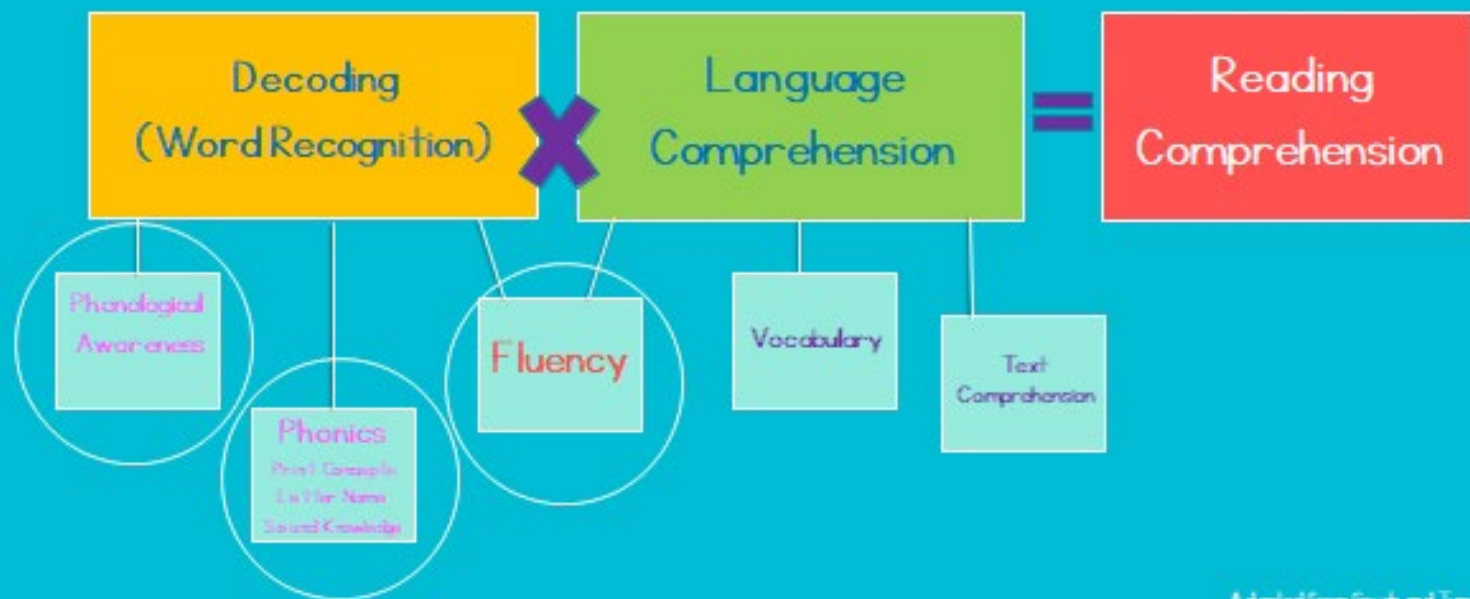 Decoding
(Word Recognition)
X
Language
Comprehension
=
Reading
Comprehension
Phonological
Awareness
Phonics
Print Concepts
Letter Name
Sound Knowledge
Fluency
Vocabulary
Text
Comprehension